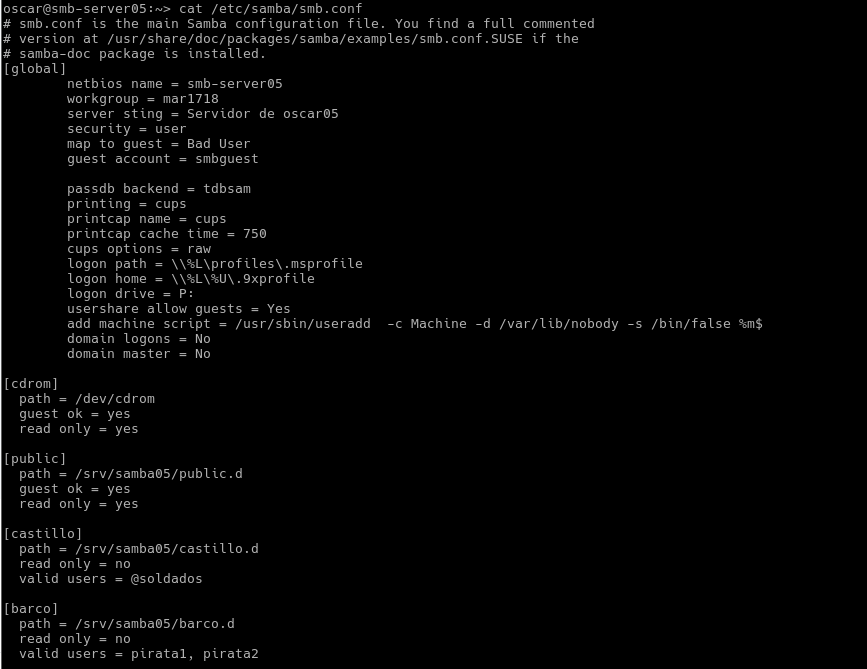 oscar@smb-server05:~> cat /etc/samba/smb.conf
# smb.conf is the main Samba configuration file. You find a full commented
# version at /usr/share/doc/packages/samba/examples/smb.conf.SUSE if the
# samba-doc package is installed.
[global]
        netbios name = smb-server05
        workgroup = mar1718
        server sting = Servidor de oscar05
        security = user
        map to guest = Bad User
        guest account = smbguest

        passdb backend = tdbsam
        printing = cups
        printcap name = cups
        printcap cache time = 750
        cups options = raw
        logon path = \\%L\profiles\.msprofile
        logon home = \\%L\%U\.9xprofile
        logon drive = P:
        usershare allow guests = Yes
        add machine script = /usr/sbin/useradd  -c Machine -d /var/lib/nobody -s /bin/false %m$
        domain logons = No
        domain master = No

[cdrom]
  path = /dev/cdrom
  guest ok = yes
  read only = yes

[public]
  path = /srv/samba05/public.d
  guest ok = yes
  read only = yes

[castillo]
  path = /srv/samba05/castillo.d
  read only = no
  valid users = @soldados

[barco]
  path = /srv/samba05/barco.d
  read only = no
  valid users = pirata1, pirata2